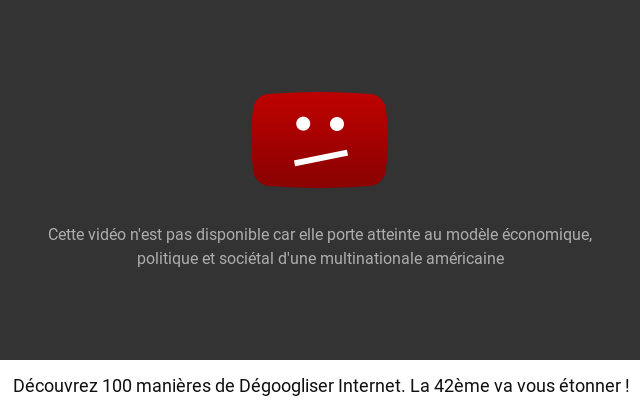 Cette vidéo n'est pas disponible car elle porte atteinte au modèle économique,
politique et sociétal d'une multinationale américaine
Découvrez 100 manières de Dégoogliser Internet. La 42ème va vous étonner !